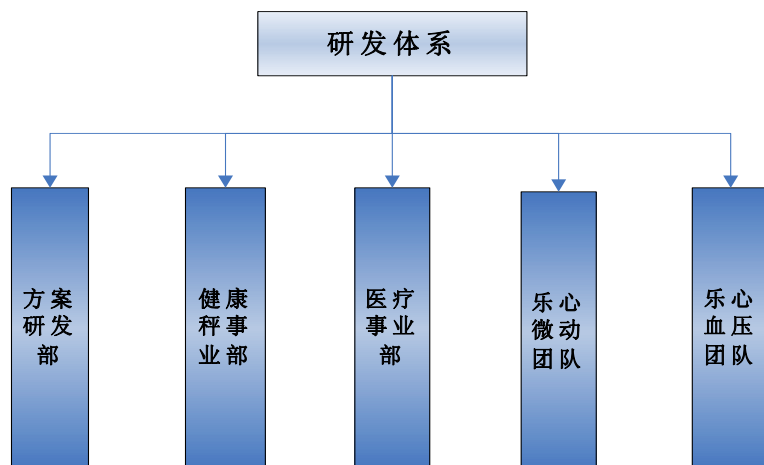 研发体系
方案
研发
部
健康
秤事
业部
医疗
事业
部
乐心
微动
团队
乐心
血压
团队